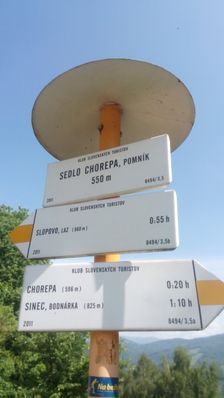 KLUB SLOVENSKÝCH TURISTOV
SEDLO CHOREPA, POMNÍK
550 m
2011 8494/3,5
KLUB SLOVENSKÝCH TURISTOV
SLOPOVO, LAZ (660 m) 0:55 h
2011 8494/3,5b
KLUB SLOVENSKÝCH TURISTOV
CHOREPA (596 m) 0:20 h
SINEC, BODNÁRKA (825 m) 1:10 h
2011 8494/3,5a